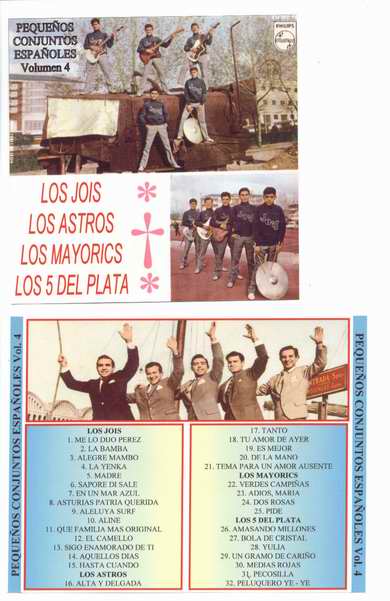 PEQUEÑOS
CONJUNTOS
ESPAÑOLES
Volumen 4
PHILIPS
LOS JOIS
LOS ASTROS
LOS MAYORICS
LOS 5 DEL PLATA
PEQUEÑOS CONJUNTOS ESPAÑOLES Vol. 4
LOS JOIS
1. ME LO DIJO PEREZ
2. LA BAMBA
3. ALEGRE MAMBO
4. LA YENKA
5. MADRE
6. SAPORE DI SALE
7. EN UN MAR AZUL
8. ASTURIAS PATRIA QUERIDA
9. ALELUYA SURF
10. ALINE
11. QUE FAMILIA MAS ORIGINAL
12. EL CAMELLO
13. SIGO ENAMORADO DE TI
14. AQUELLOS DIAS
15. HASTA CUANDO
LOS ASTROS
16. ALTA Y DELGADA
17. TANTO
18. TU AMOR DE AYER
19. ES MEJOR
20. DE LA MANO
21. TEMA PARA UN AMOR AUSENTE
LOS MAYORICS
22. VERDES CAMPIÑAS
23. ADIOS, MARIA
24. DOS ROSAS
25. PIDE
LOS 5 DEL PLATA
26. AMASANDO MILLONES
27. BOLA DE CRISTAL
28. YULIA
29. UN GRAMO DE CARIÑO
30. MEDIAS ROJAS
31. PECOSILLA
32. PELUQUERO YE - YE
PEQUEÑOS CONJUNTOS ESPAÑOLES Vol. 4